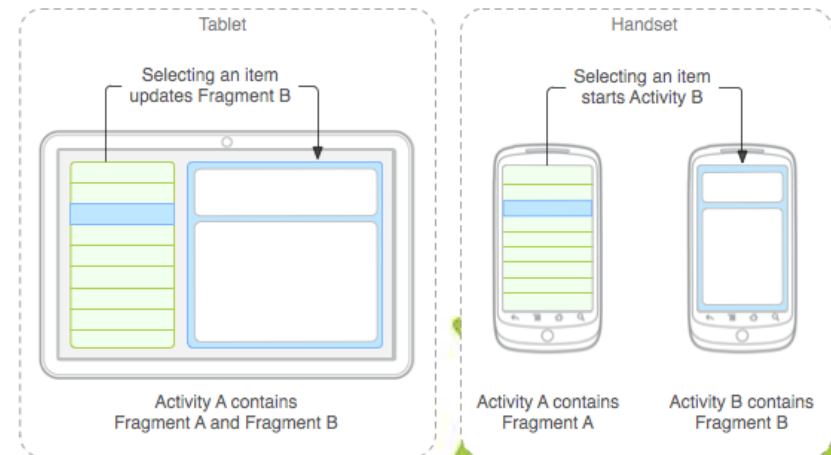 Tablet
Selecting an item
updates Fragment B
Activity A contains
Fragment A and Fragment B
Handset
Selecting an item
starts Activity B
Activity A contains
Fragment A
Activity B contains
Fragment B